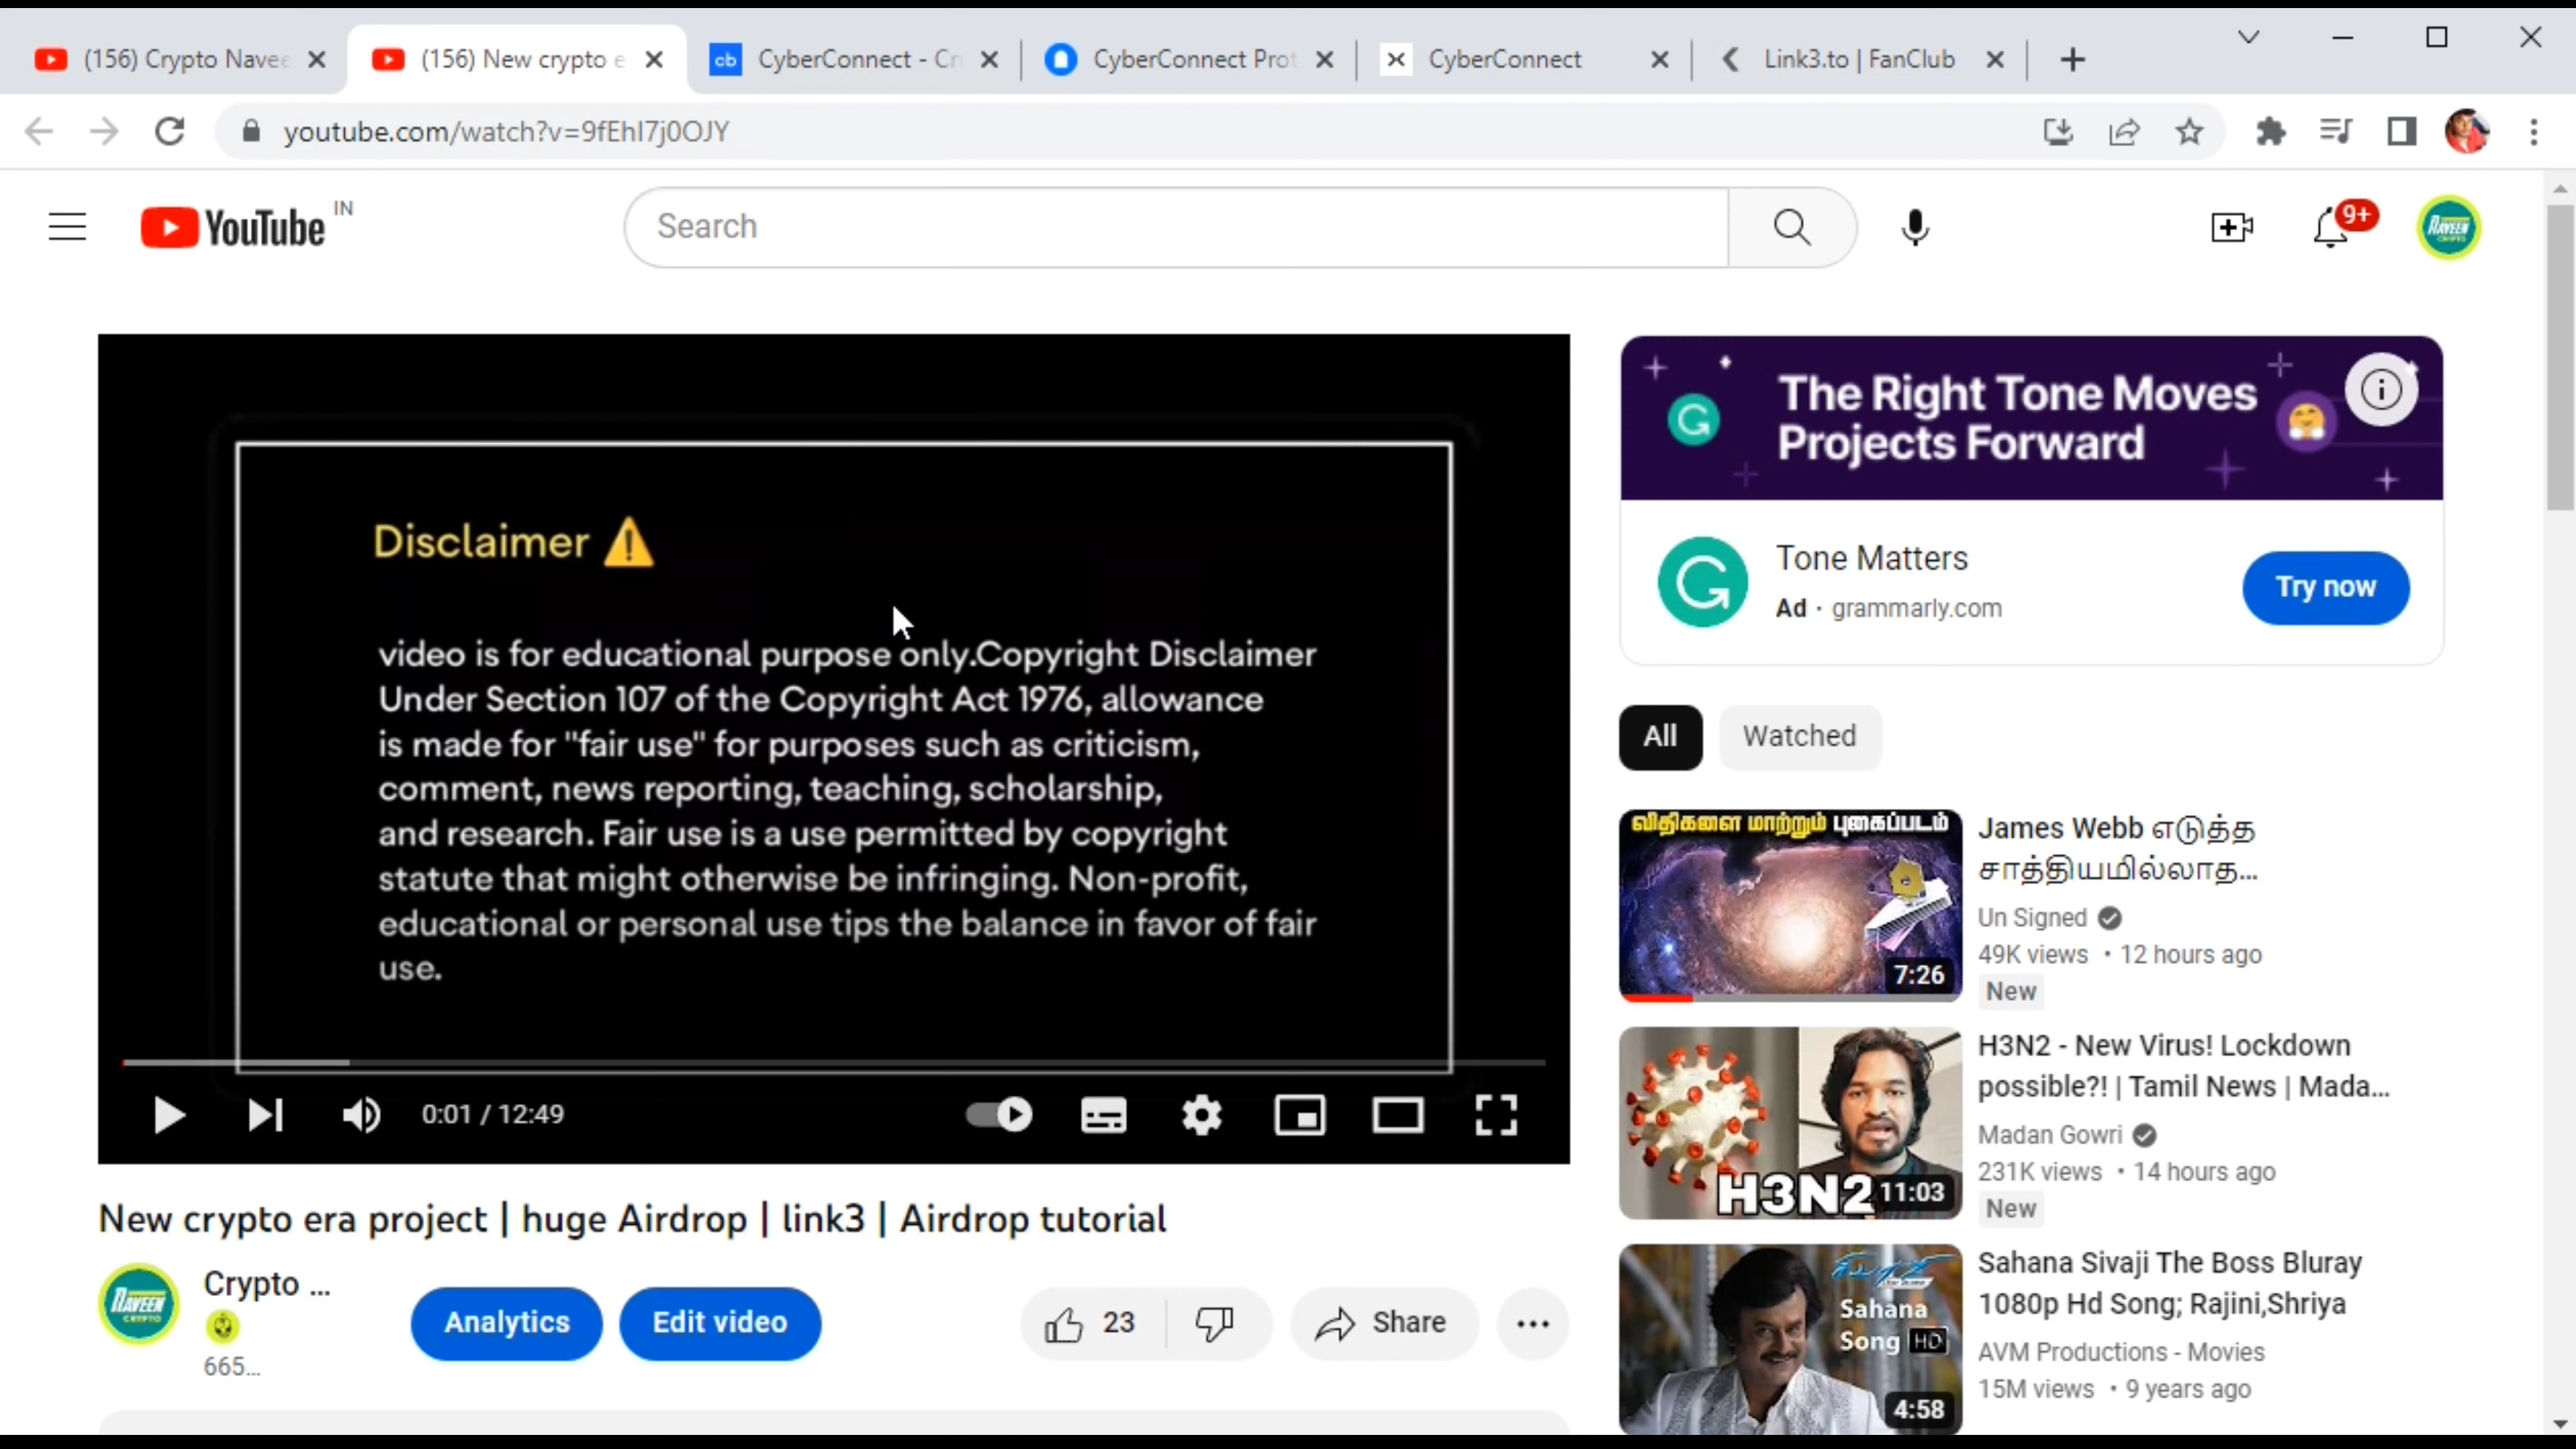 (156) Crypto Navee
(156) New crypto e
cb
CyberConnect - Cr
CyberConnect Prot
CyberConnect
Link3.to | FanClub
youtube.com/watch?v=9fEhI7j0OJY
YouTube IN
Search
9+
NAVEEN
CRYPTO
The Right Tone Moves
Projects Forward
Tone Matters
Ad · grammarly.com
Try now
Disclaimer ⚠️
video is for educational purpose only.Copyright Disclaimer
Under Section 107 of the Copyright Act 1976, allowance
is made for "fair use" for purposes such as criticism,
comment, news reporting, teaching, scholarship,
and research. Fair use is a use permitted by copyright
statute that might otherwise be infringing. Non-profit,
educational or personal use tips the balance in favor of fair
use.
0:01 / 12:49
New crypto era project | huge Airdrop | link3 | Airdrop tutorial
NAVEEN
CRYPTO
Crypto ...
665...
Analytics
Edit video
23
Share
All
Watched
விதிகளை மாற்றும் புகைப்படம்
7:26
James Webb எடுத்த
சாத்தியமில்லாத...
Un Signed
49K views • 12 hours ago
New
H3N2
11:03
H3N2 - New Virus! Lockdown
possible?! | Tamil News | Mada...
Madan Gowri
231K views • 14 hours ago
New
சிவாஜி
Sahana
Song HD
4:58
Sahana Sivaji The Boss Bluray
1080p Hd Song; Rajini,Shriya
AVM Productions - Movies
15M views • 9 years ago